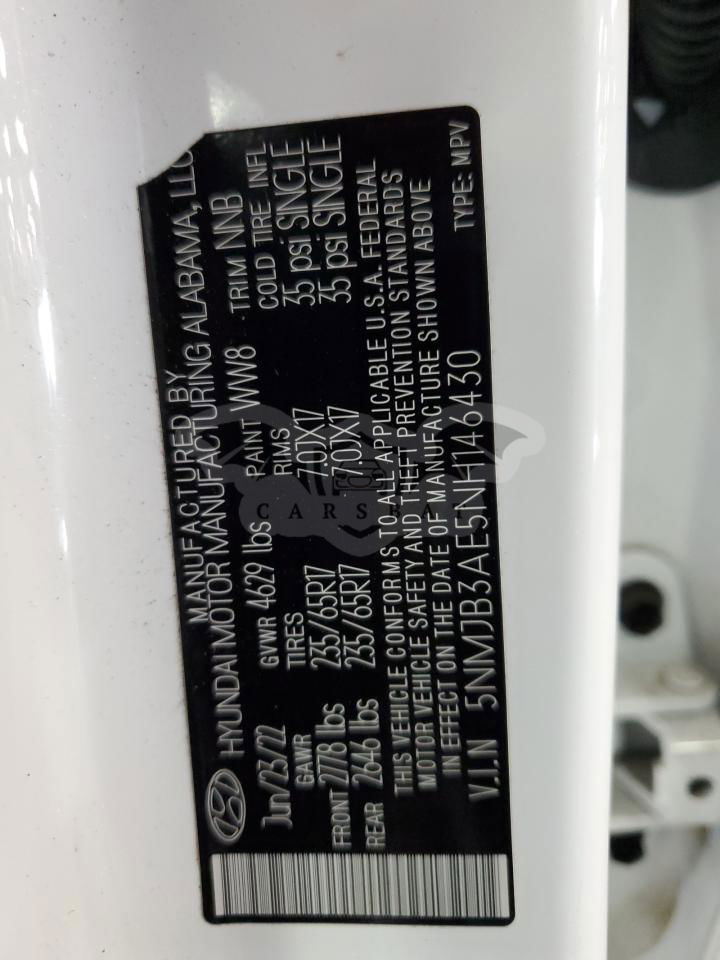 MANUFACTURED BY
HYUNDAI MOTOR MANUFACTURING ALABAMA, LLC
Jun/23/22 GVWR 4629 lbs PAINT WW8 TRIM NNB
GAWR TIRES RIMS COLD TIRE. INFL
FRONT 2778 lbs 235/65R17 7.0JX17 35 psi SINGLE
REAR 2646 lbs 235/65R17 7.0JX17 35 psi SINGLE
THIS VEHICLE CONFORMS TO ALL APPLICABLE U.S.A. FEDERAL
MOTOR VEHICLE SAFETY AND THEFT PREVENTION STANDARDS
IN EFFECT ON THE DATE OF MANUFACTURE SHOWN ABOVE
V.I.N 5NMJB3AE5NH146430 TYPE: MPV